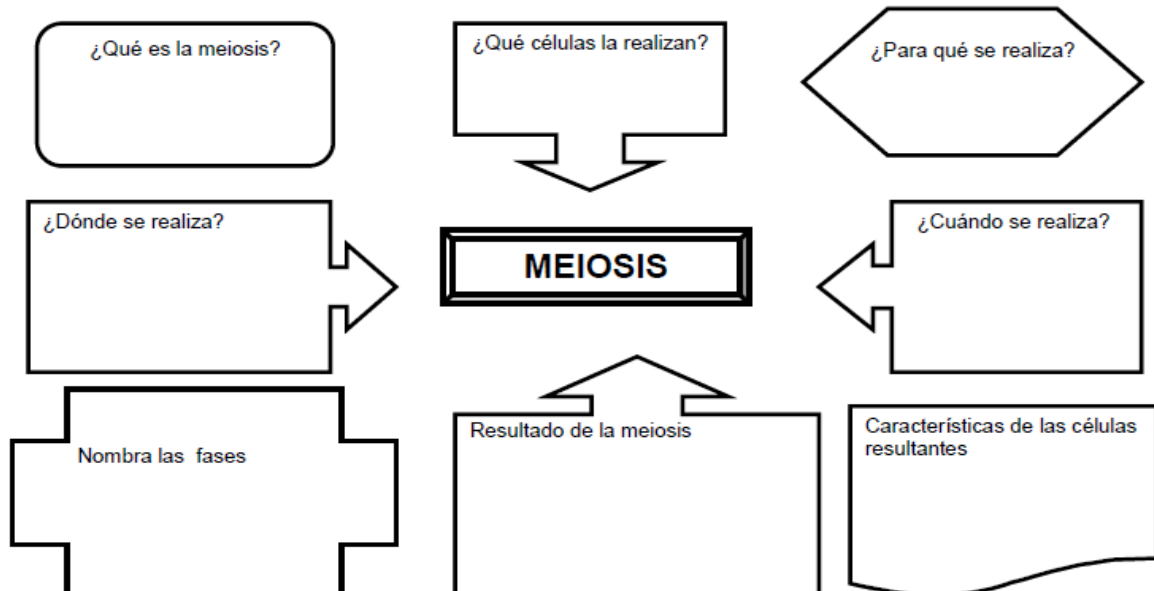 ¿Qué es la meiosis?
¿Qué células la realizan?
¿Para qué se realiza?
¿Dónde se realiza?
MEIOSIS
¿Cuándo se realiza?
Nombra las  fases
Resultado de la meiosis
Características de las células
resultantes